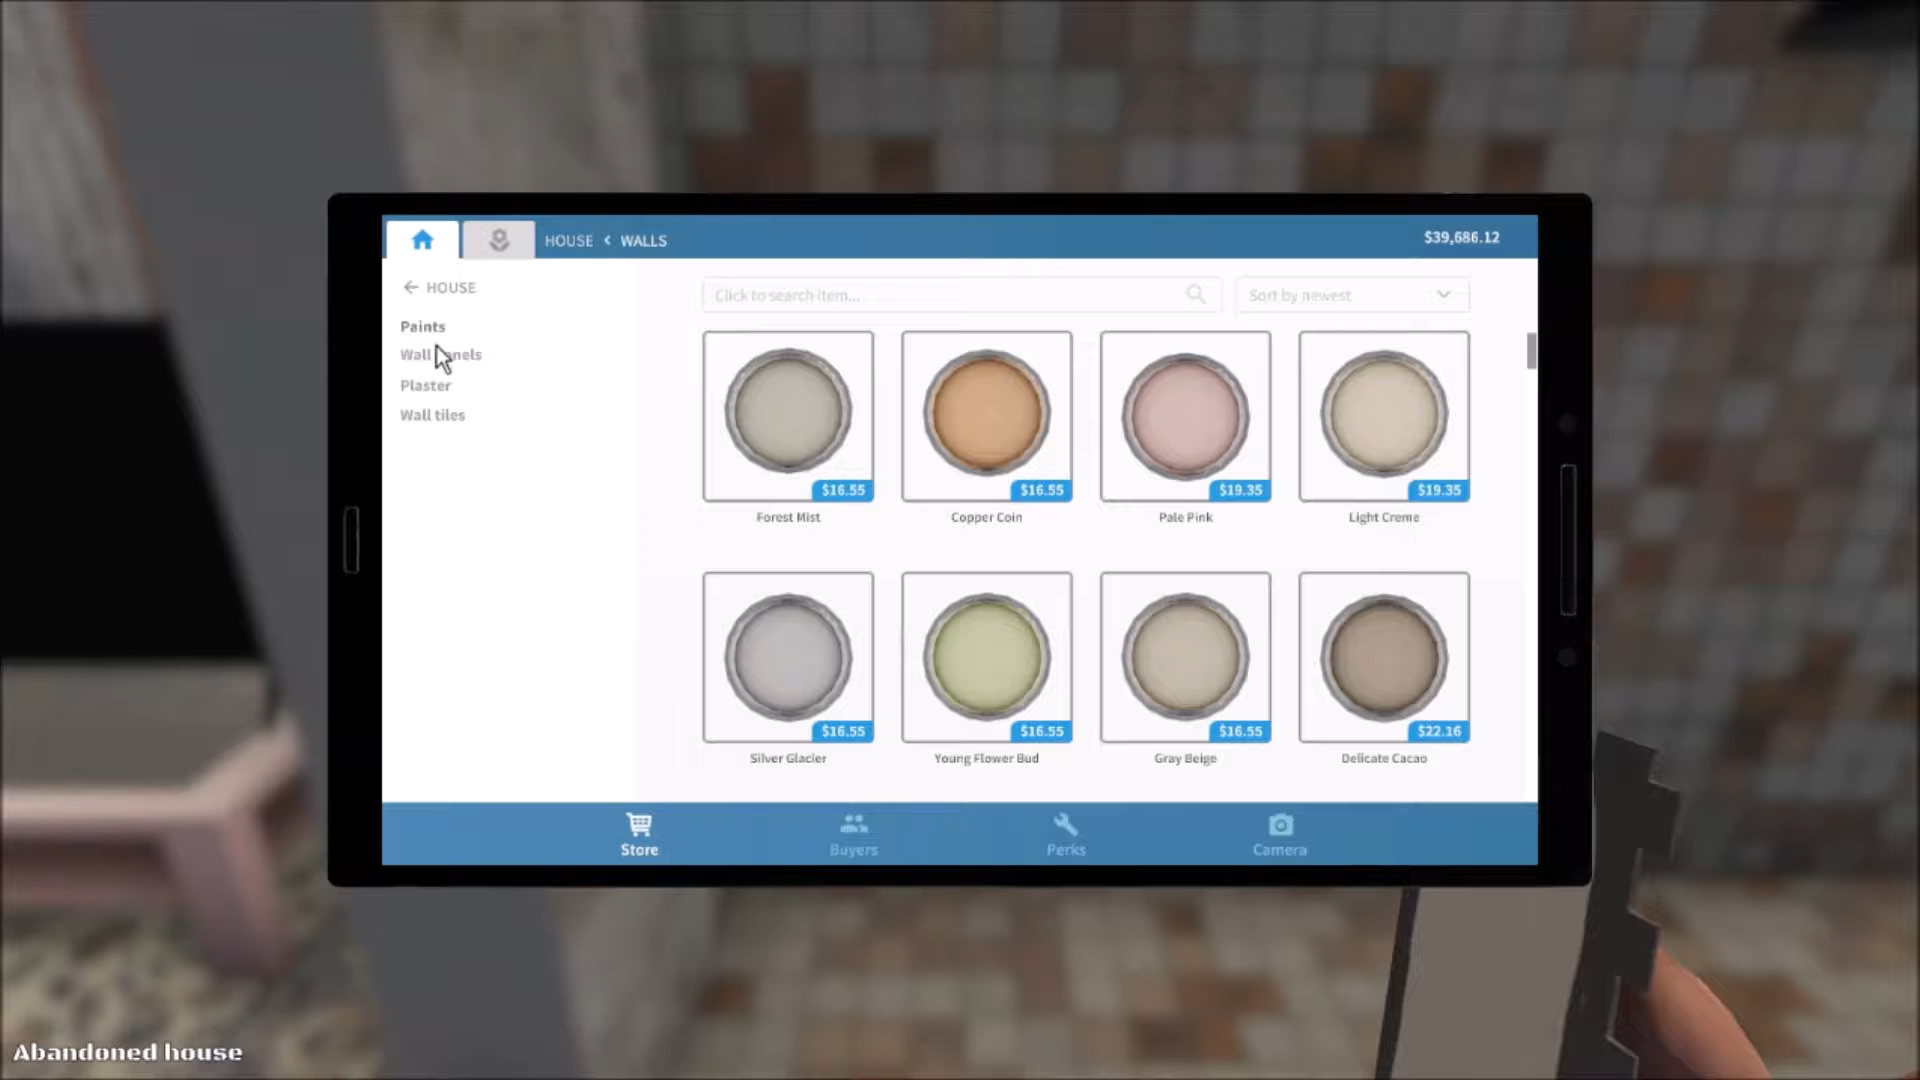 HOUSE < WALLS
$39,686.12
← HOUSE
Paints
Wall Panels
Plaster
Wall tiles
Click to search item...
Sort by newest
$16.55
$16.55
$19.35
$19.35
Forest Mist
Copper Coin
Pale Pink
Light Creme
$16.55
$16.55
$16.55
$22.16
Silver Glacier
Young Flower Bud
Gray Beige
Delicate Cacao
Store
Buyers
Perks
Camera
Abandoned house